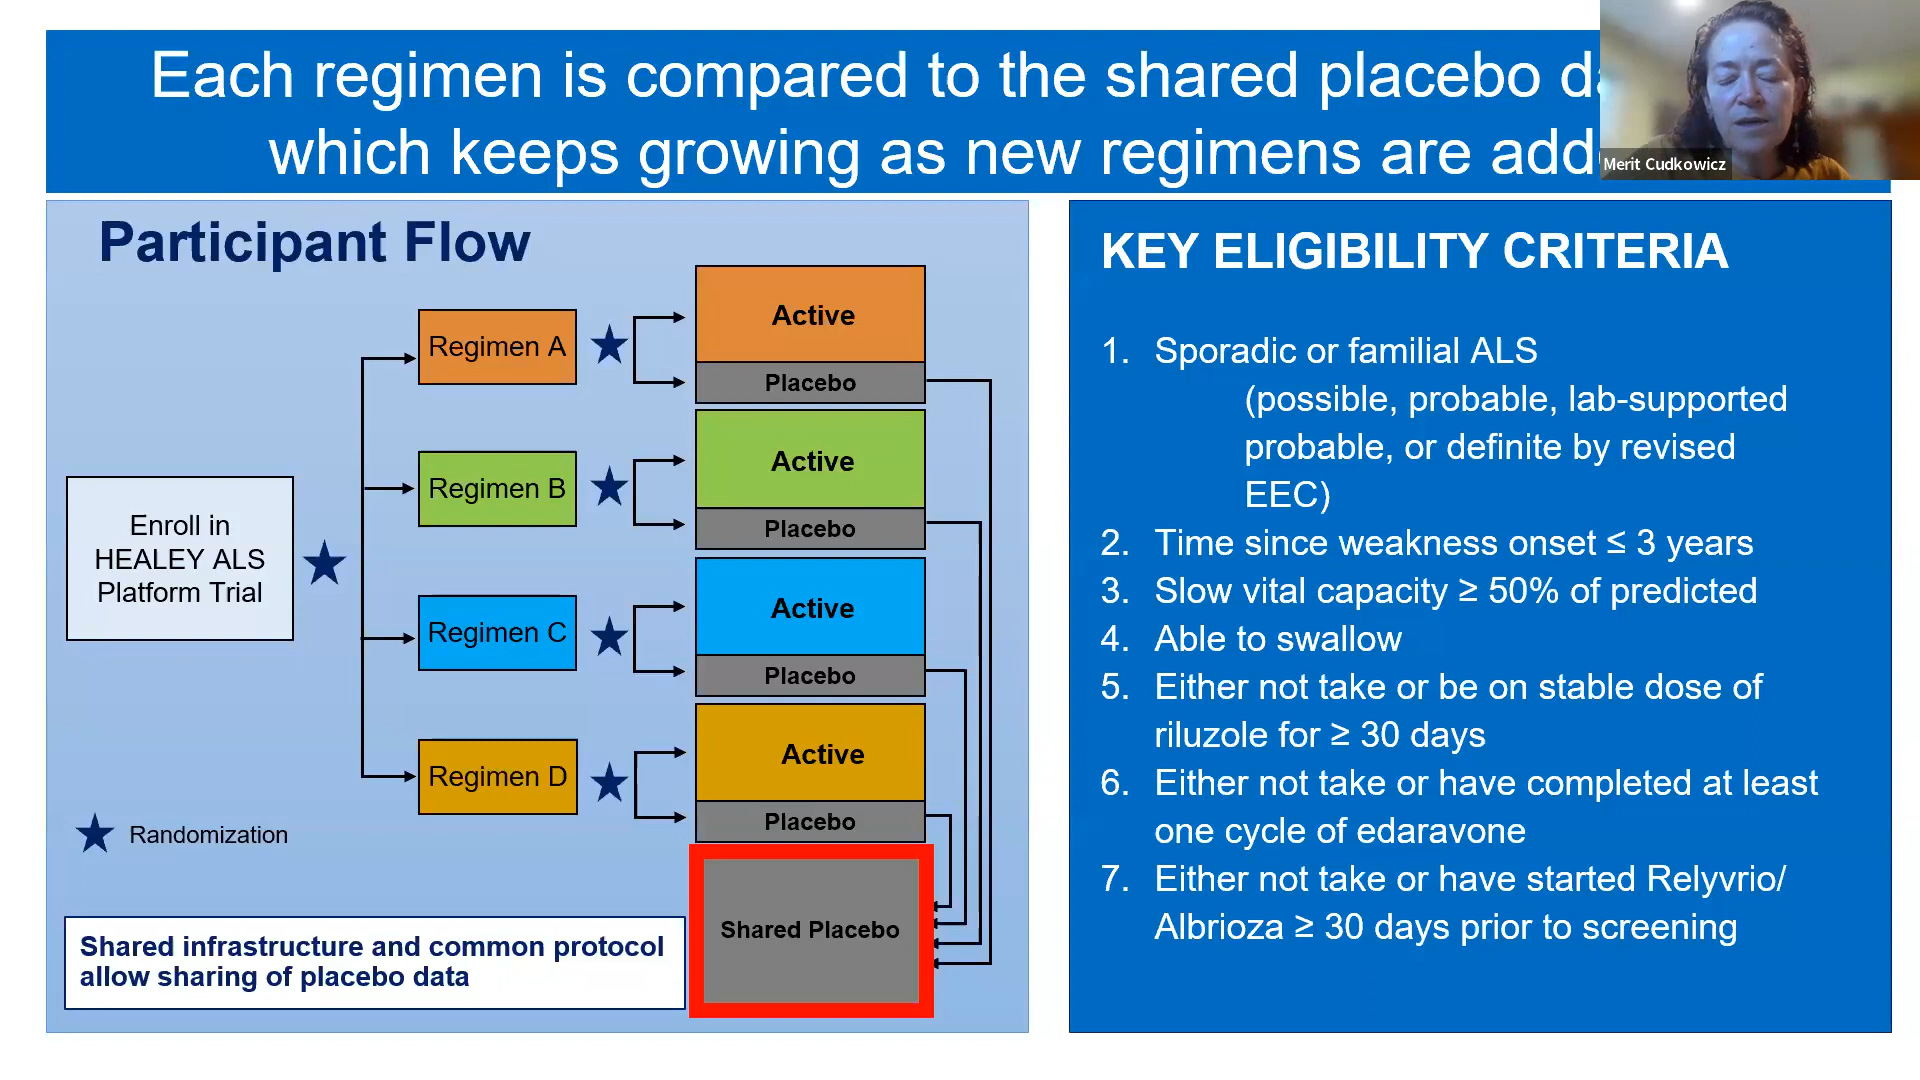 Each regimen is compared to the shared placebo
which keeps growing as new regimens are
Merit Cudkowicz
Participant Flow
Regimen A
Active
Placebo
Regimen B
Active
Placebo
Enroll in
HEALEY ALS
Platform Trial
Regimen C
Active
Placebo
Regimen D
Active
Placebo
Randomization
Shared Placebo
Shared infrastructure and common protocol
allow sharing of placebo data
KEY ELIGIBILITY CRITERIA
1. Sporadic or familial ALS
(possible, probable, lab-supported
probable, or definite by revised
EEC)
2. Time since weakness onset ≤ 3 years
3. Slow vital capacity ≥ 50% of predicted
4. Able to swallow
5. Either not take or be on stable dose of
riluzole for ≥ 30 days
6. Either not take or have completed at least
one cycle of edaravone
7. Either not take or have started Relyvrio/
Albrioza ≥ 30 days prior to screening